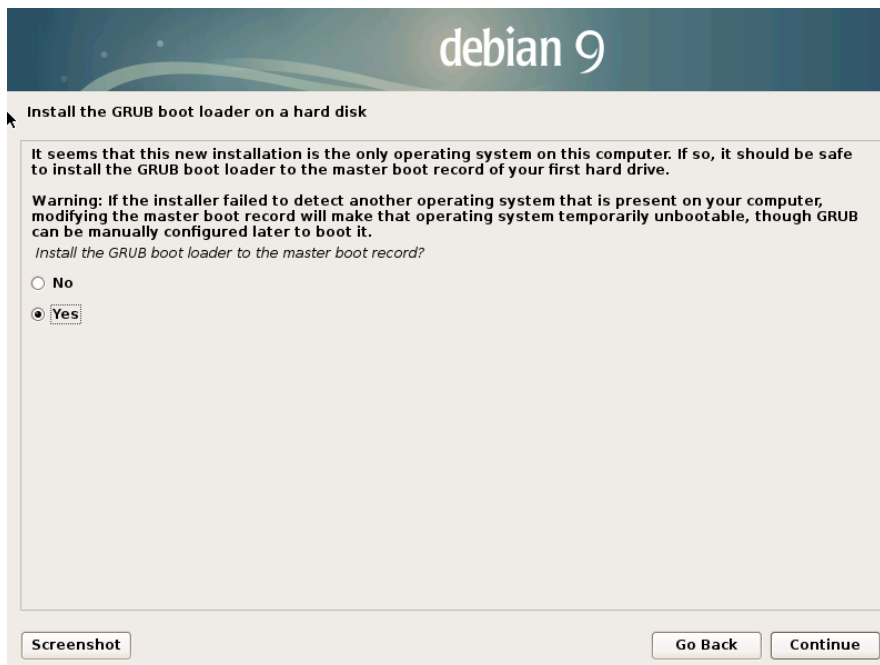 debian 9
Install the GRUB boot loader on a hard disk
It seems that this new installation is the only operating system on this computer. If so, it should be safe
to install the GRUB boot loader to the master boot record of your first hard drive.
Warning: If the installer failed to detect another operating system that is present on your computer,
modifying the master boot record will make that operating system temporarily unbootable, though GRUB
can be manually configured later to boot it.
Install the GRUB boot loader to the master boot record?
No
Yes
Screenshot
Go Back
Continue